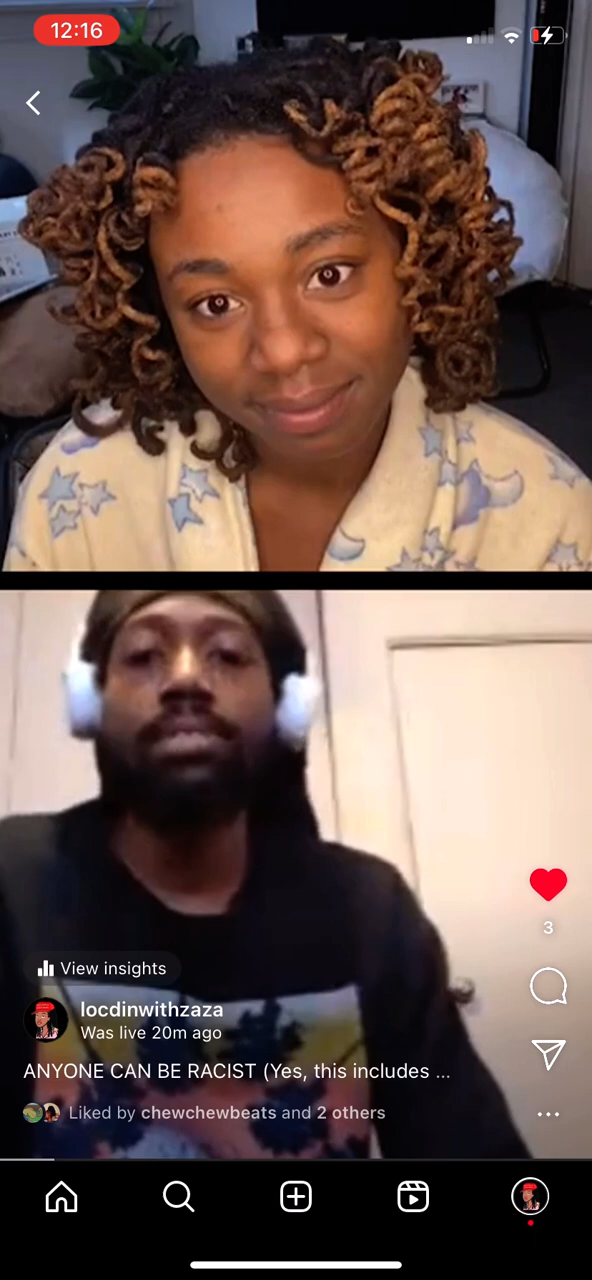 12:16
3
View insights
locdinwithzaza
Was live 20m ago
ANYONE CAN BE RACIST (Yes, this includes ...
Liked by chewchewbeats and 2 others